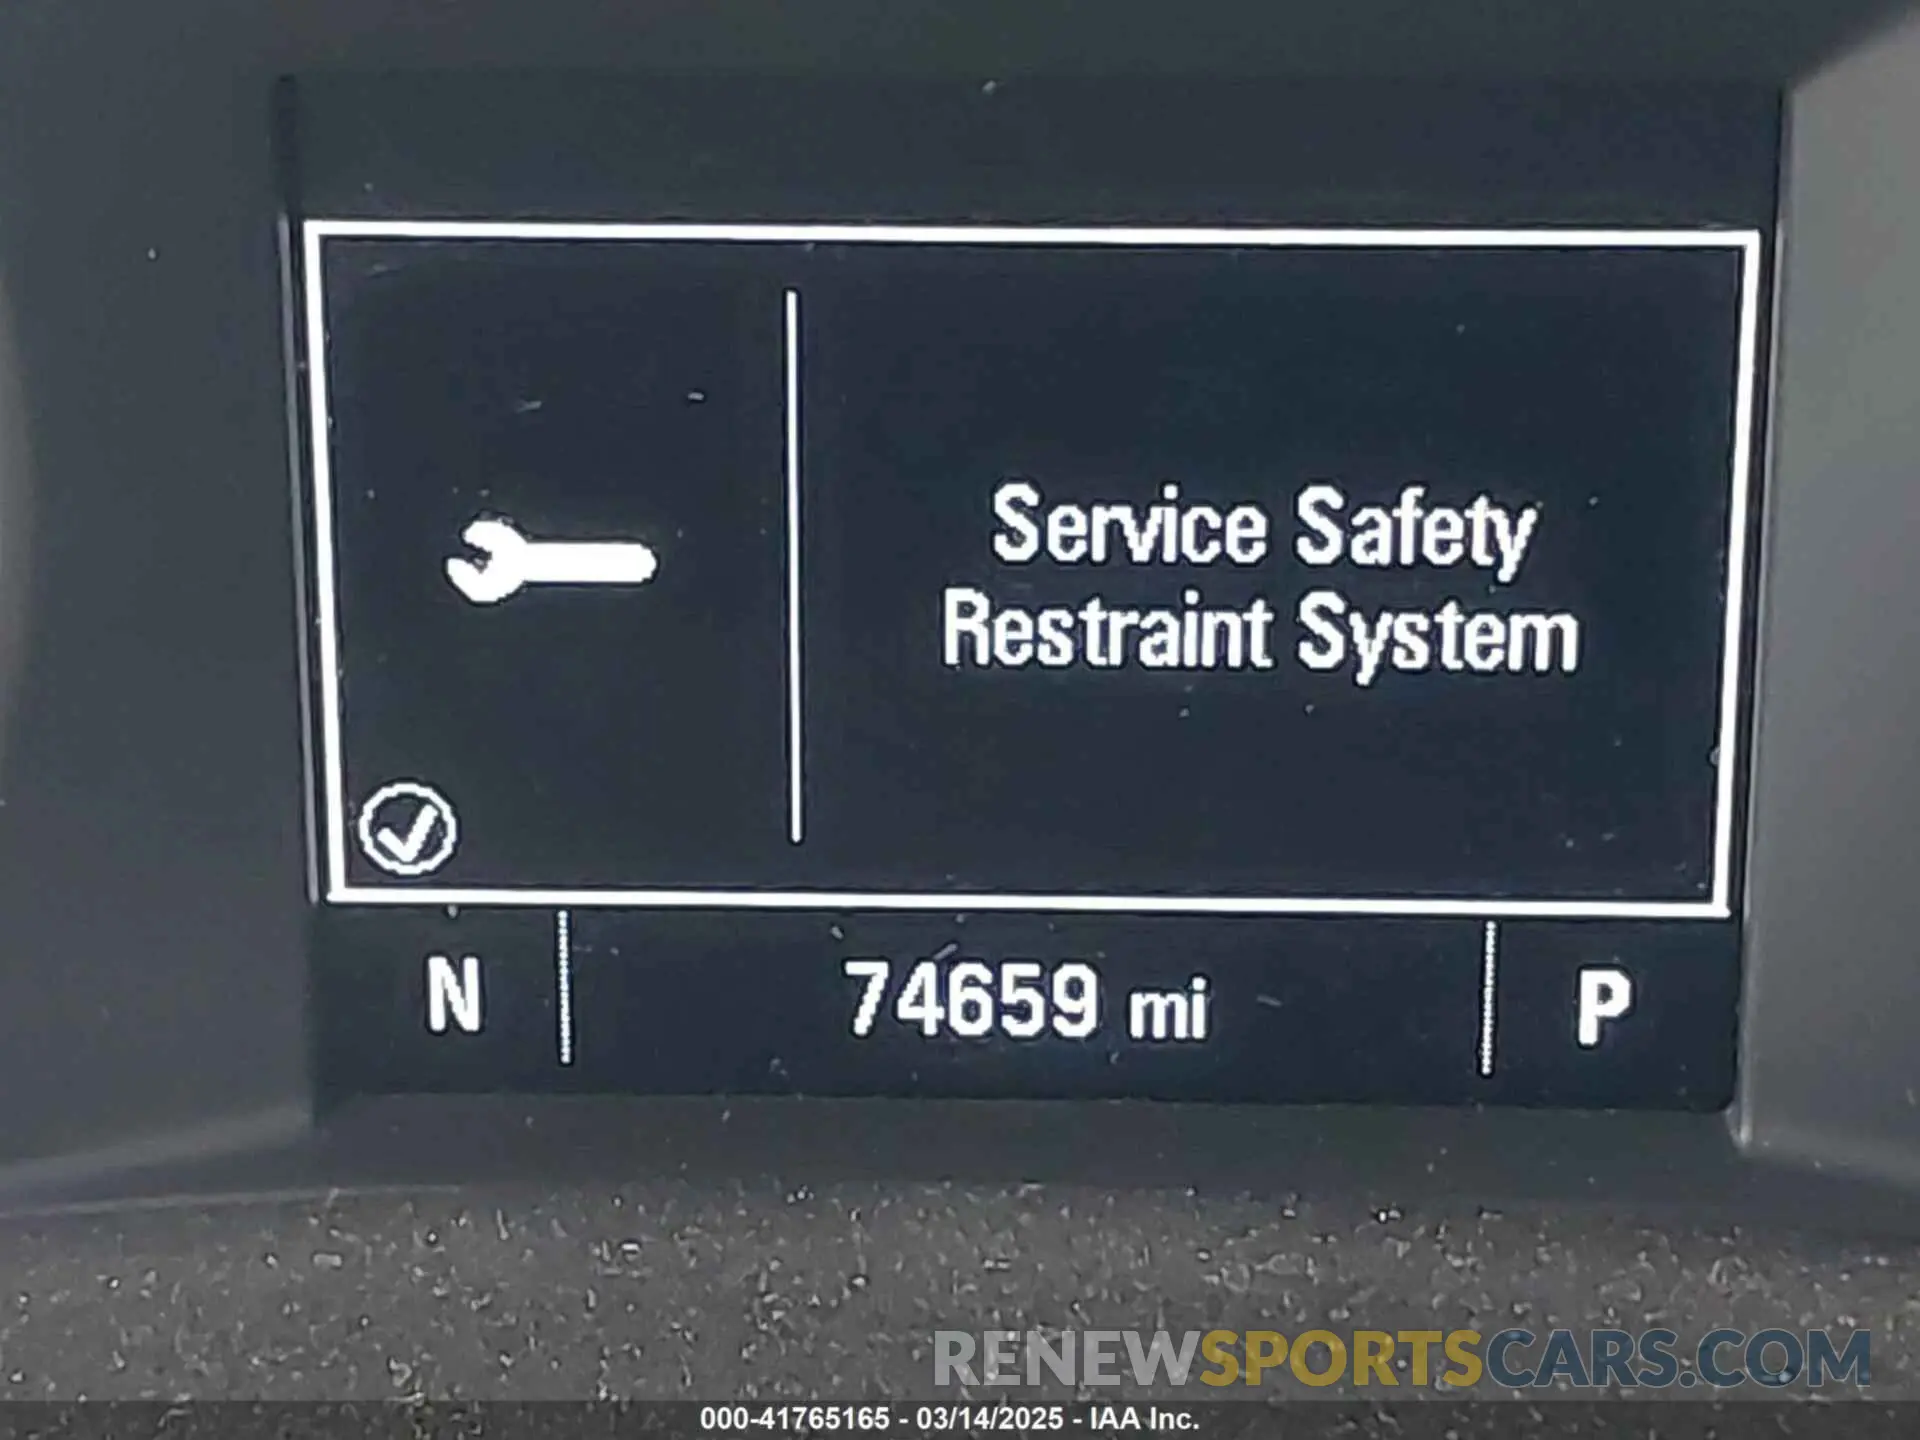 Service Safety
Restraint System
N 74659 mi P
RENEWSPORTSCARS.COM
000-41765165 - 03/14/2025 - IAA Inc.